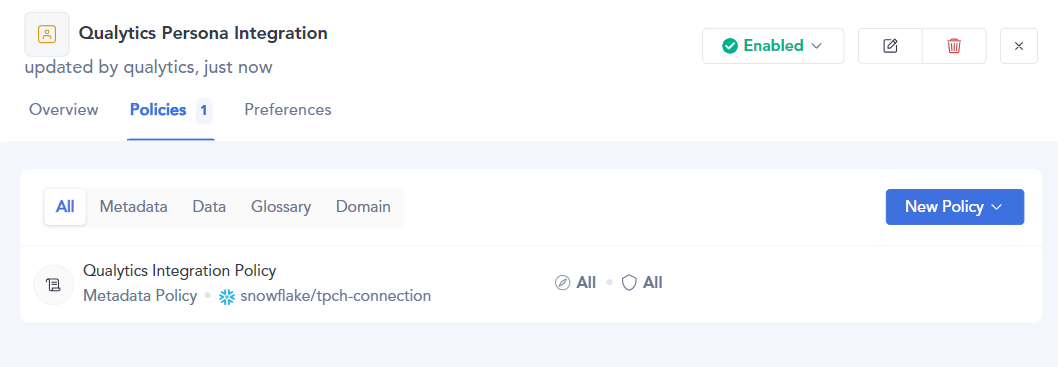 Qualytics Persona Integration
updated by qualytics, just now
Enabled
Overview Policies 1 Preferences
All Metadata Data Glossary Domain
New Policy
Qualytics Integration Policy
Metadata Policy • snowflake/tpch-connection
All • All